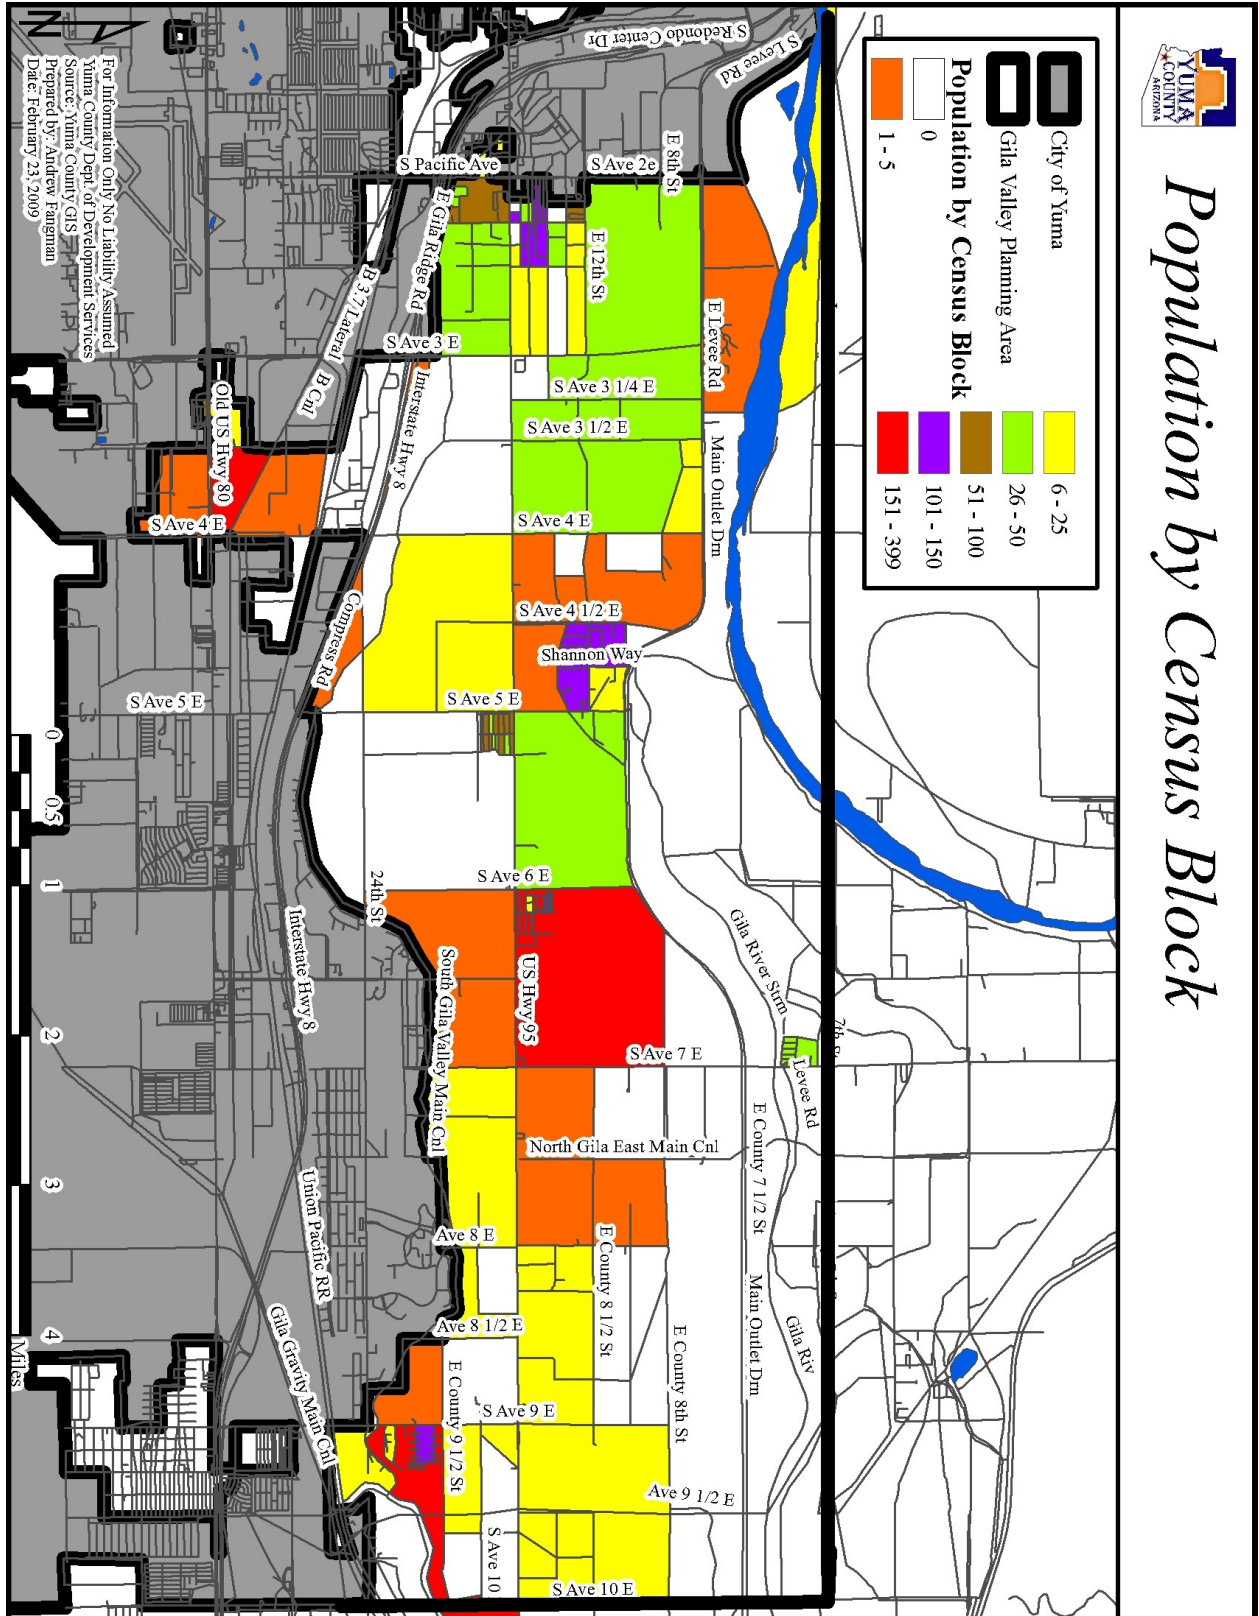 Population by Census Block
YUMA
COUNTY
ARIZONA
City of Yuma
Gila Valley Planning Area
Population by Census Block
0
1 - 5
6 - 25
26 - 50
51 - 100
101 - 150
151 - 399
S Levee Rd
S Redondo Center Dr
E 8th St
S Ave 2e
S Pacific Ave
E Gila Ridge Rd
E 12th St
E Levee Rd
B 3.7 Lateral
B Cnl
S Ave 3 E
Interstate Hwy 8
S Ave 3 1/4 E
S Ave 3 1/2 E
Main Outlet Drn
Old US Hwy 80
S Ave 4 E
S Ave 4 E
S Ave 4 1/2 E
Compress Rd
Shannon Way
S Ave 5 E
S Ave 5 E
S Ave 6 E
24th St
Interstate Hwy 8
South Gila Valley Main Cnl
US Hwy 95
Gila River Strm
S Ave 7 E
Levee Rd
E County 7 1/2 St
North Gila East Main Cnl
Union Pacific RR
Ave 8 E
E County 8 1/2 St
Main Outlet Drn
Gila Riv
Ave 8 1/2 E
E County 8th St
Gila Gravity Main Cnl
E County 9 1/2 St
S Ave 9 E
Ave 9 1/2 E
S Ave 10
S Ave 10 E
0
0.5
1
2
3
4
Miles
N
For Information Only No Liability Assumed
Yuma County Dept. of Development Services
Source: Yuma County GIS
Prepared by: Andrew Fangman
Date: February 23, 2009